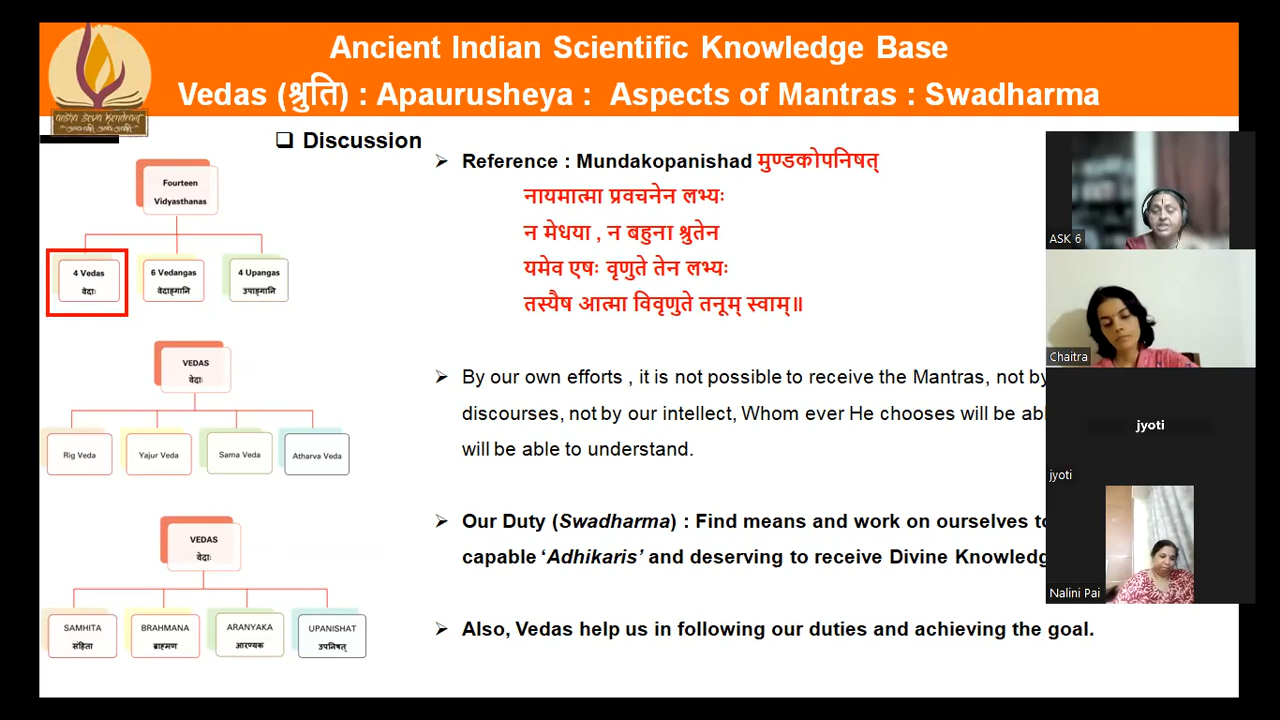 Ancient Indian Scientific Knowledge Base
Vedas (श्रुति) : Apaurusheya : Aspects of Mantras : Swadharma
❑ Discussion
Fourteen
Vidyasthanas
4 Vedas
वेदाः
6 Vedangas
वेदाङ्गानि
4 Upangas
उपाङ्गानि
VEDAS
वेदाः
Rig Veda
Yajur Veda
Sama Veda
Atharva Veda
VEDAS
वेदाः
SAMHITA
संहिता
BRAHMANA
ब्राह्मण
ARANYAKA
आरण्यक
UPANISHAT
उपनिषत्
➢ Reference : Mundakopanishad मुण्डकोपनिषत्
नायमात्मा प्रवचनेन लभ्यः
न मेधया , न बहुना श्रुतेन
यमेव एषः वृणुते तेन लभ्यः
तस्यैष आत्मा विवृणुते तनूम् स्वाम्॥
➢ By our own efforts , it is not possible to receive the Mantras, not by
discourses, not by our intellect, Whom ever He chooses will be
will be able to understand.
➢ Our Duty (Swadharma) : Find means and work on ourselves
capable ‘Adhikaris’ and deserving to receive Divine
➢ Also, Vedas help us in following our duties and achieving the goal.
ASK 6
Chaitra
jyoti
jyoti
Nalini Pai